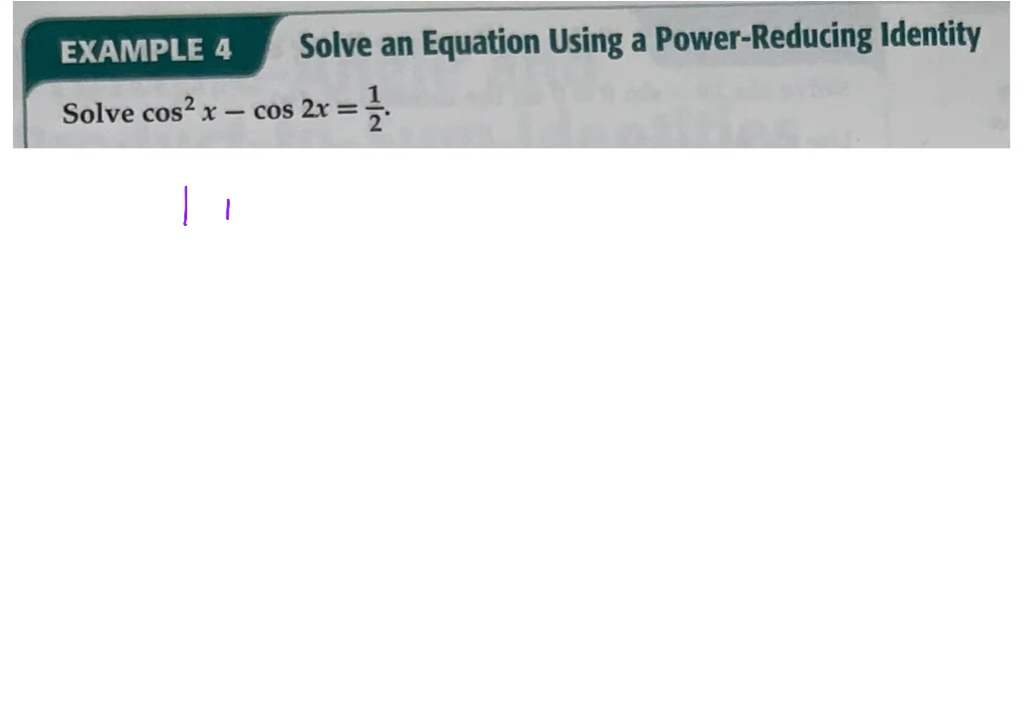 EXAMPLE 4 Solve an Equation Using a Power-Reducing Identity
Solve cos² x − cos 2x = 1/2.